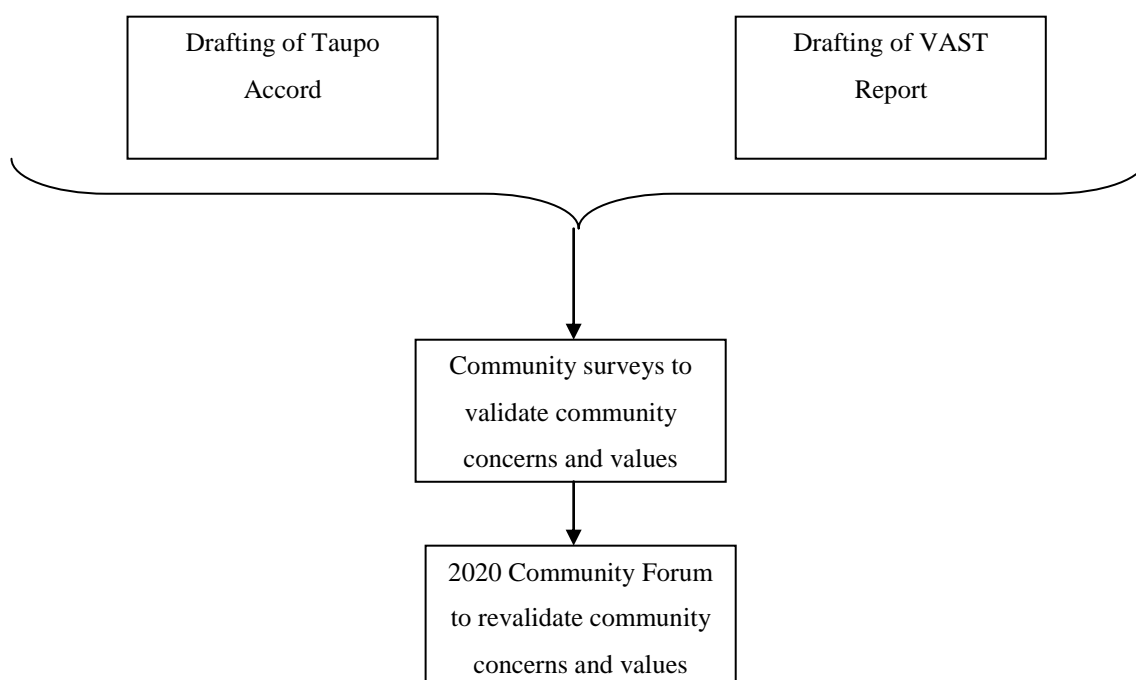 Drafting of Taupo
Accord
Drafting of VAST
Report
Community surveys to
validate community
concerns and values
2020 Community Forum
to revalidate community
concerns and values